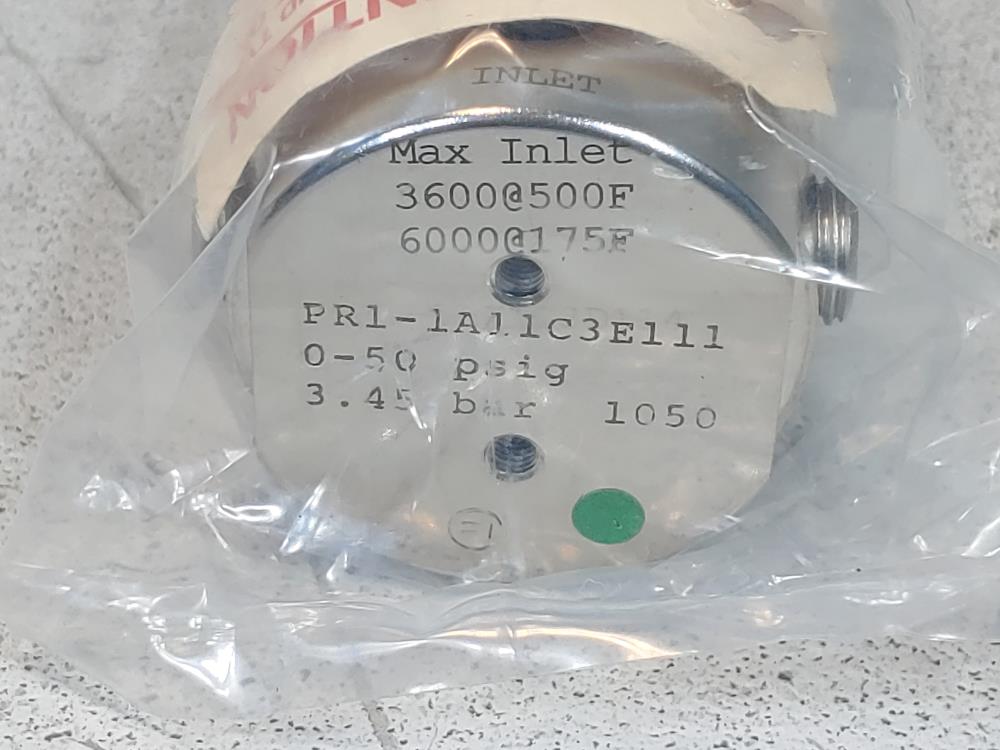 INLET
Max Inlet
3600@500F
6000@175F
PR1-1A11C3E111
0-50 psig
3.45 bar 1050